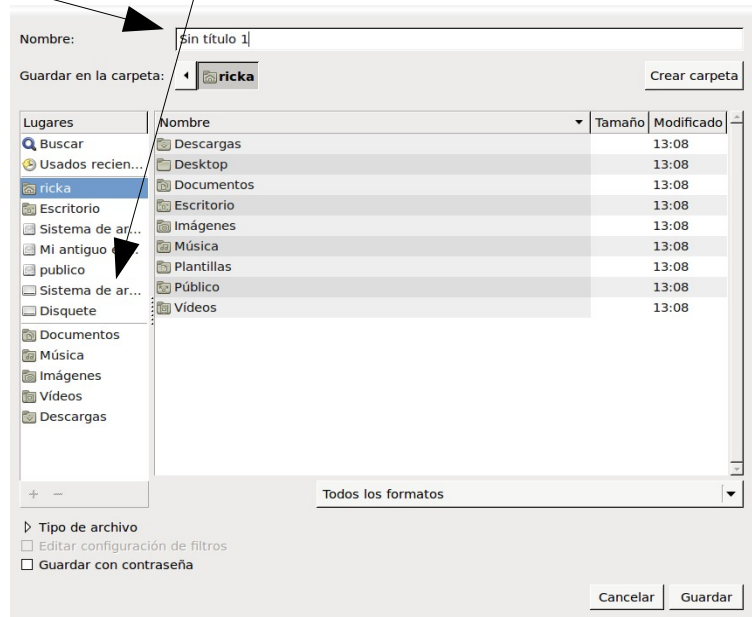 Nombre: Sin título 1
Guardar en la carpeta: ricka Crear carpeta
Lugares Nombre Tamaño Modificado
Buscar Descargas 13:08
Usados recien... Desktop 13:08
ricka Documentos 13:08
Escritorio Escritorio 13:08
Sistema de ar... Imágenes 13:08
Mi antiguo Música 13:08
publico Plantillas 13:08
Sistema de ar... Público 13:08
Disquete Vídeos 13:08
Documentos
Música
Imágenes
Vídeos
Descargas
+ − Todos los formatos
Tipo de archivo
Editar configuración de filtros
Guardar con contraseña
Cancelar Guardar